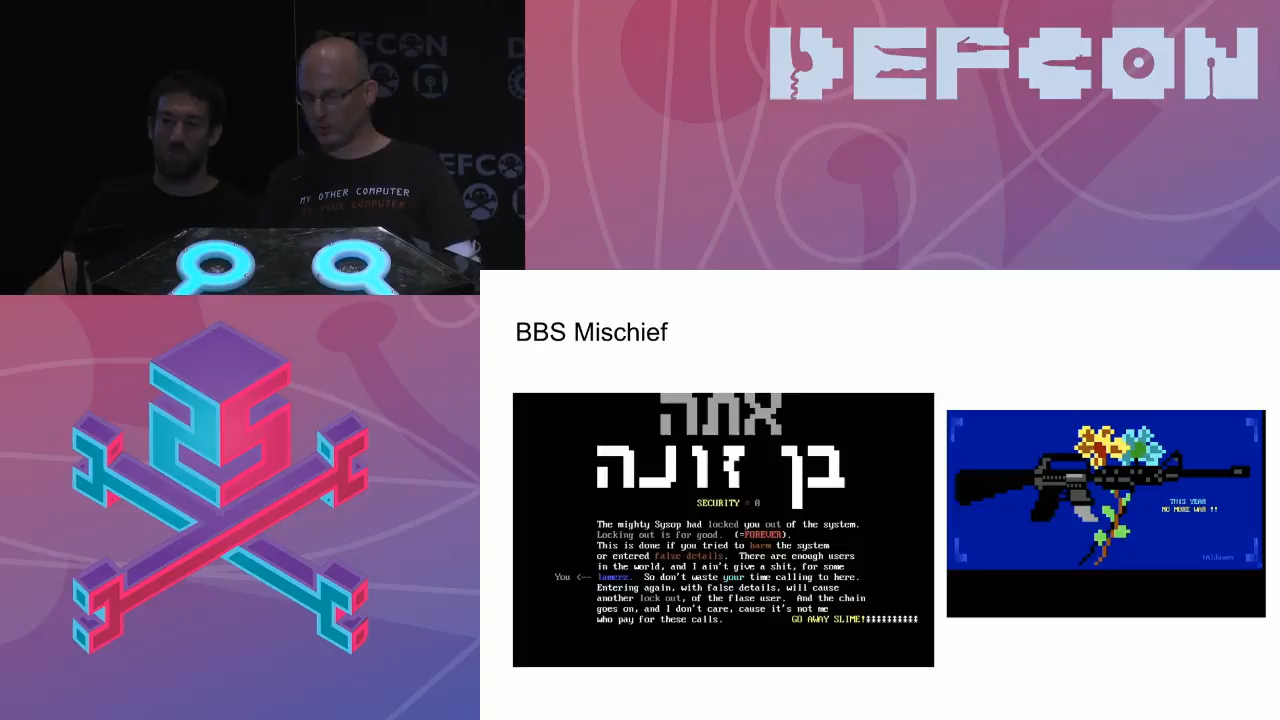 DEFCON
DEFCON
MY OTHER COMPUTER
IS YOUR COMPUTER
EFCON
BBS Mischief
אתה
בן זונה
SECURITY = 0
The mighty Sysop had locked you out of the system.
Locking out is for good. (=FOREVER).
This is done if you tried to harm the system
or entered false details. There are enough users
in the world, and I ain't give a shit, for some
You <-- lamerz. So don't waste your time calling to here.
Entering again, with false details, will cause
another lock out, of the flase user. And the chain
goes on, and I don't care, cause it's not me
who pay for these calls. GO AWAY SLIME!‡‡‡‡‡‡‡‡‡‡
THIS YEAR
NO MORE WAR !!